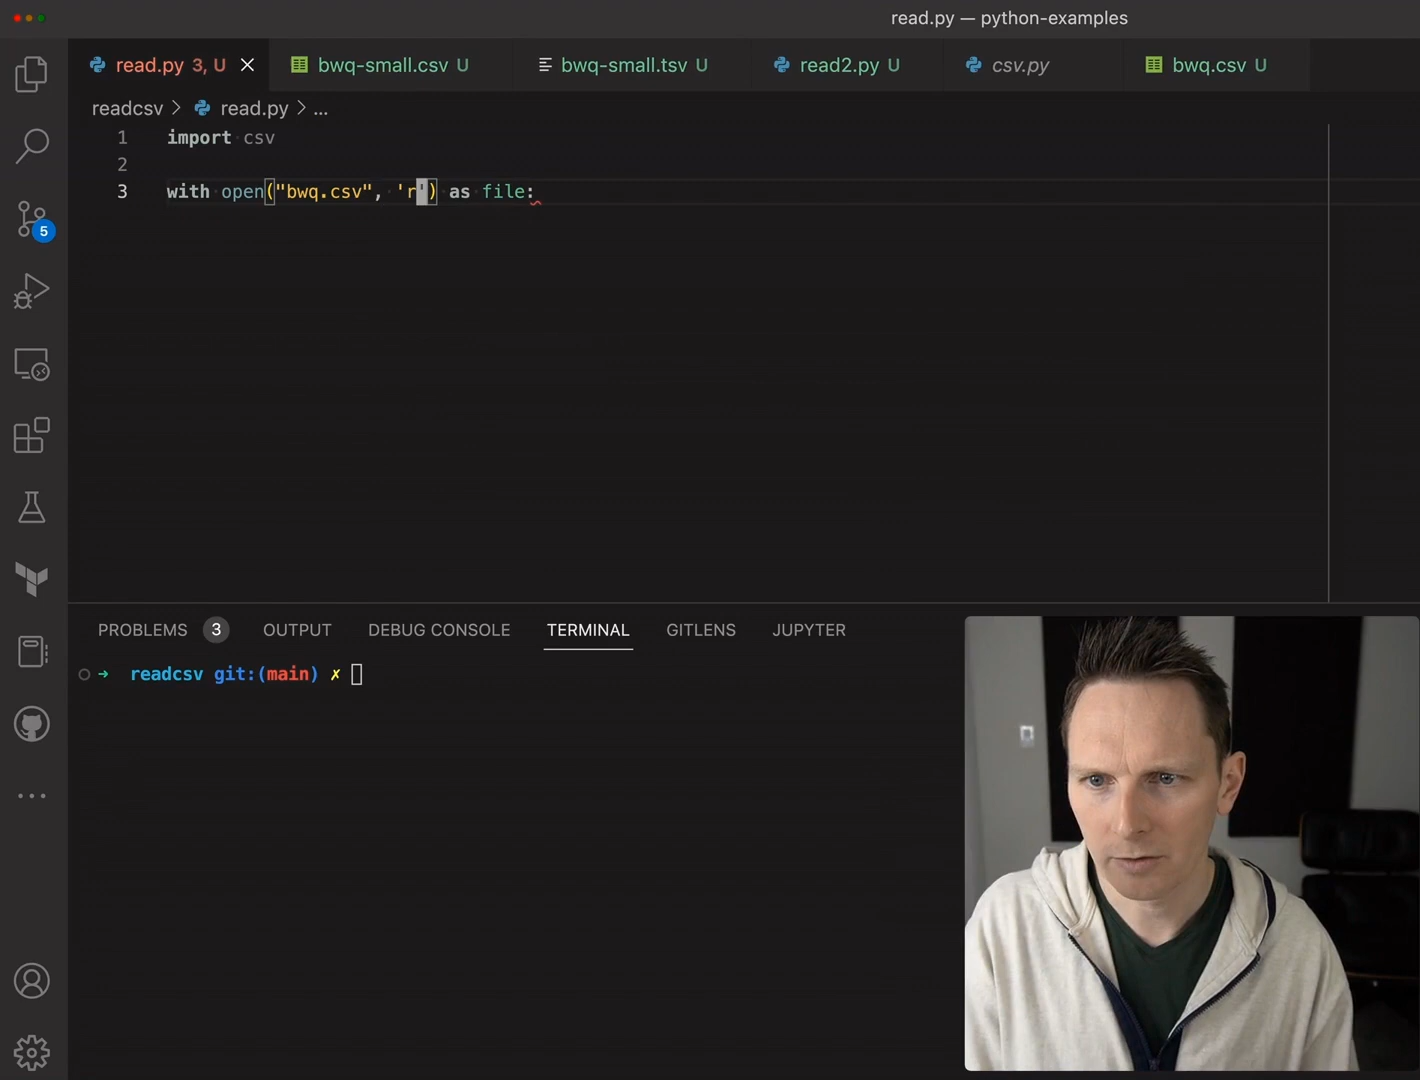 read.py — python-examples
read.py 3, U
bwq-small.csv U
bwq-small.tsv U
read2.py U
csv.py
bwq.csv U
readcsv > read.py > ...
1 import csv
2
3 with open("bwq.csv", 'r') as file:
5
PROBLEMS 3 OUTPUT DEBUG CONSOLE TERMINAL GITLENS JUPYTER
➜ readcsv git:(main) ✗